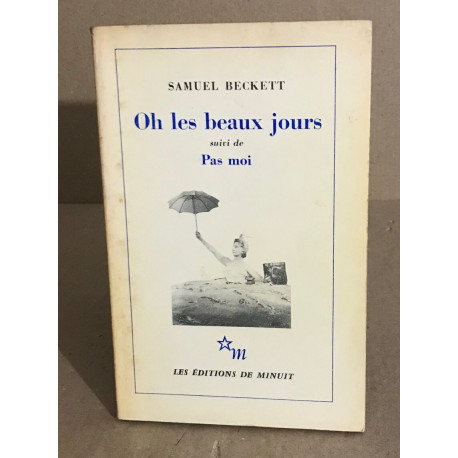 SAMUEL BECKETT
Oh les beaux jours
suivi de
Pas moi
m
LES ÉDITIONS DE MINUIT